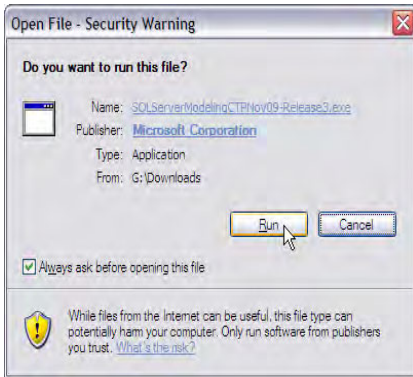 Open File - Security Warning
Do you want to run this file?
Name: SQLServerModelingCTPNov09-Release3.exe
Publisher: Microsoft Corporation
Type: Application
From: G:\Downloads
Run
Cancel
Always ask before opening this file
While files from the Internet can be useful, this file type can
potentially harm your computer. Only run software from publishers
you trust. What's the risk?